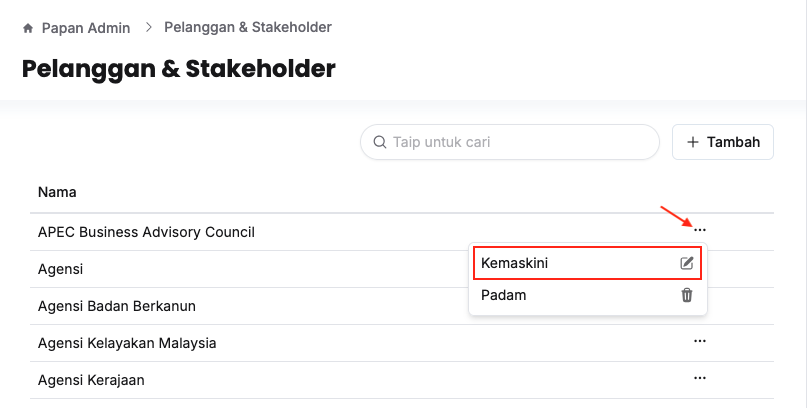 Papan Admin > Pelanggan & Stakeholder
Pelanggan & Stakeholder
Taip untuk cari
+ Tambah
Nama
APEC Business Advisory Council ...
Kemaskini
Agensi
Padam
Agensi Badan Berkanun
Agensi Kelayakan Malaysia ...
Agensi Kerajaan ...